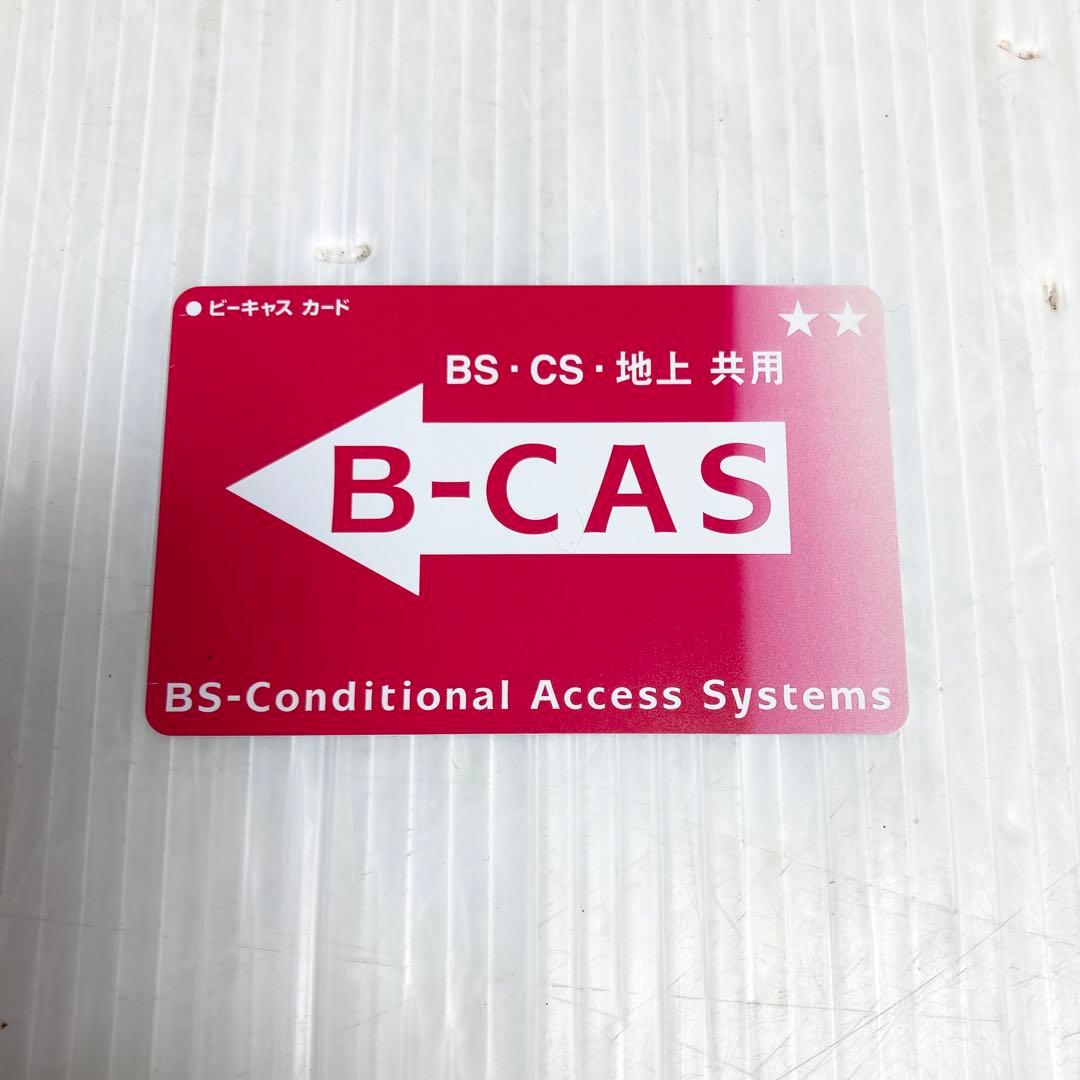 ●ビーキャス カード
★★
BS・CS・地上 共用
B-CAS
BS-Conditional Access Systems